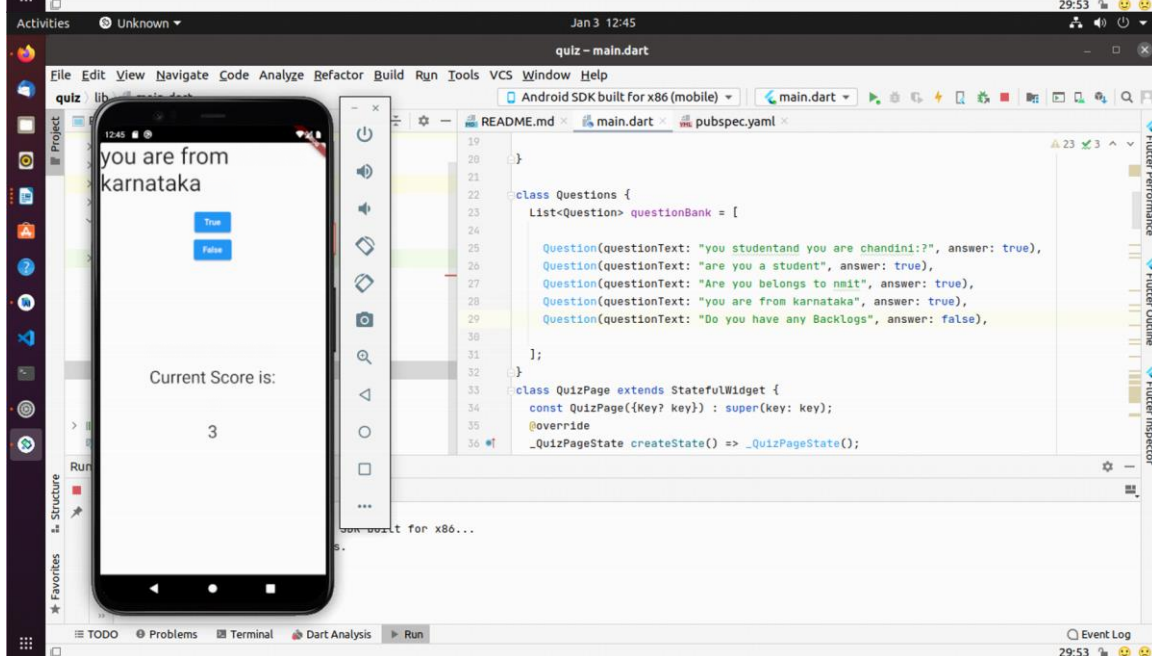 29:53
Activities Unknown Jan 3 12:45
quiz – main.dart
File Edit View Navigate Code Analyze Refactor Build Run Tools VCS Window Help
quiz lib main.dart Android SDK built for x86 (mobile) main.dart
Project README.md main.dart pubspec.yaml
12:45
you are from
karnataka
True
False
Current Score is:
3
23 3
19
20 }
21
22 class Questions {
23 List<Question> questionBank = [
24
25 Question(questionText: "you studentand you are chandini:?", answer: true),
26 Question(questionText: "are you a student", answer: true),
27 Question(questionText: "Are you belongs to nmit", answer: true),
28 Question(questionText: "you are from karnataka", answer: true),
29 Question(questionText: "Do you have any Backlogs", answer: false),
30
31 ];
32 }
33 class QuizPage extends StatefulWidget {
34 const QuizPage({Key? key}) : super(key: key);
35 @override
36 _QuizPageState createState() => _QuizPageState();
Flutter Performance
Flutter Outline
Flutter Inspector
Run
Structure
Favorites
SDK built for x86...
s.
TODO Problems Terminal Dart Analysis Run Event Log
29:53